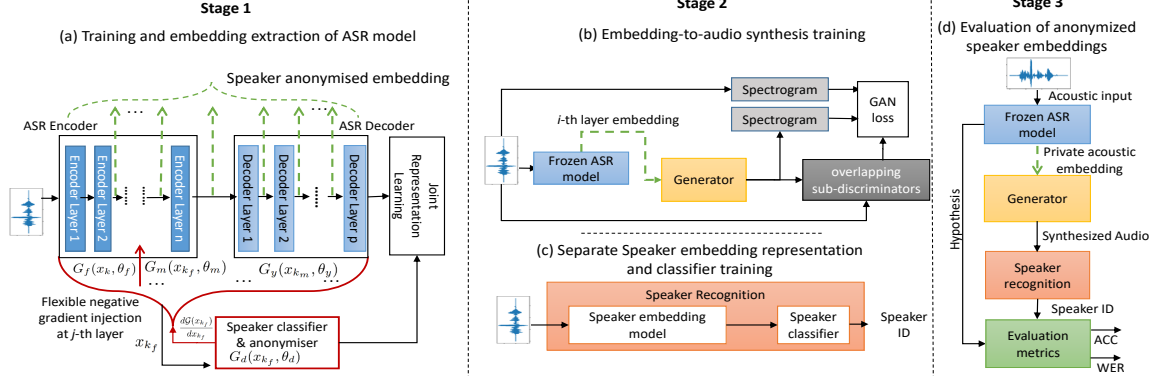 Stage 1
(a) Training and embedding extraction of ASR model
Speaker anonymised embedding
...
...
...
ASR Encoder
ASR Decoder
Encoder Layer 1
Encoder Layer 2
Encoder Layer n
Decoder Layer 1
Decoder Layer 2
Decoder Layer p
Joint
Representation
Learning
G_f(x_k, θ_f)
G_m(x_{k_f}, θ_m)
G_y(x_{k_m}, θ_y)
...
...
...
Flexible negative
gradient injection
at j-th layer
x_{k_f}
d𝒢(x_{k_f})
dx_{k_f}
Speaker classifier
& anonymiser
G_d(x_{k_f}, θ_d)
Stage 2
(b) Embedding-to-audio synthesis training
Spectrogram
Spectrogram
GAN
loss
i-th layer embedding
Frozen ASR
model
Generator
overlapping
sub-discriminators
(c) Separate Speaker embedding representation
and classifier training
Speaker Recognition
Speaker embedding
model
Speaker
classifier
Speaker
ID
Stage 3
(d) Evaluation of anonymized
speaker embeddings
Acoustic input
Frozen ASR
model
Private acoustic
embedding
Generator
Hypothesis
Synthesized Audio
Speaker
recognition
Speaker ID
Evaluation
metrics
ACC
WER